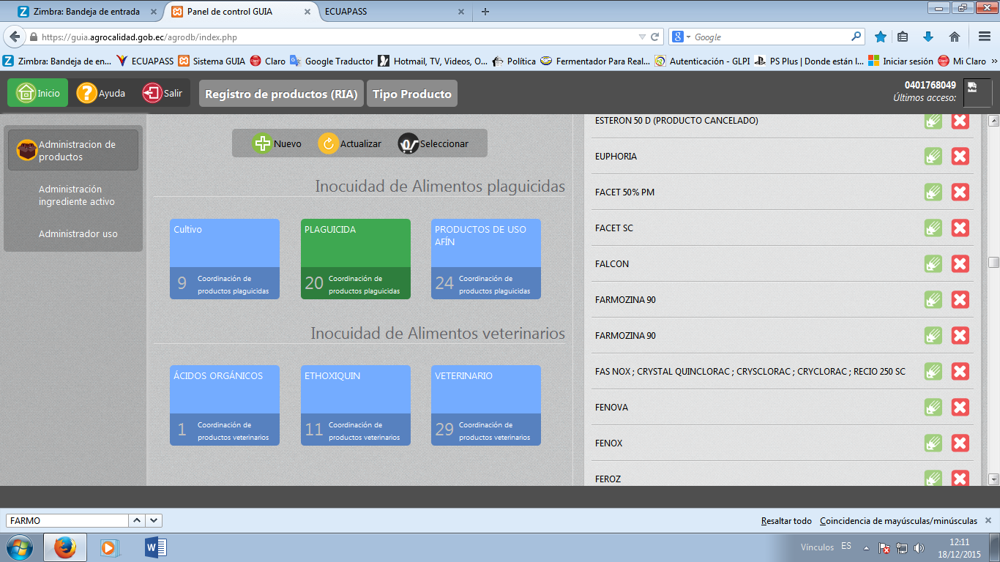 Zimbra: Bandeja de entrada
Panel de control GUIA
ECUAPASS
https://guia.agrocalidad.gob.ec/agrodb/index.php
Google
Zimbra: Bandeja de en...
ECUAPASS
Sistema GUIA
Claro
Google Traductor
Hotmail, TV, Videos, O...
Política
Fermentador Para Real...
Autenticación - GLPI
PS Plus | Donde están l...
Iniciar sesión
Mi Claro
Inicio
Ayuda
Salir
Registro de productos (RIA)
Tipo Producto
0401768049
Últimos acceso:
Administracion de
productos
Administración
ingrediente activo
Administrador uso
Nuevo
Actualizar
Seleccionar
Inocuidad de Alimentos plaguicidas
Cultivo
9
Coordinación de
productos plaguicidas
PLAGUICIDA
20
Coordinación de
productos plaguicidas
PRODUCTOS DE USO
AFÍN
24
Coordinación de
productos plaguicidas
Inocuidad de Alimentos veterinarios
ÁCIDOS ORGÁNICOS
1
Coordinación de
productos veterinarios
ETHOXIQUIN
11
Coordinación de
productos veterinarios
VETERINARIO
29
Coordinación de
productos veterinarios
ESTERON 50 D (PRODUCTO CANCELADO)
EUPHORIA
FACET 50% PM
FACET SC
FALCON
FARMOZINA 90
FARMOZINA 90
FAS NOX ; CRYSTAL QUINCLORAC ; CRYSCLORAC ; CRYCLORAC ; RECIO 250 SC
FENOVA
FENOX
FEROZ
FARMO
Resaltar todo
Coincidencia de mayúsculas/minúsculas
Vínculos
ES
12:11
18/12/2015